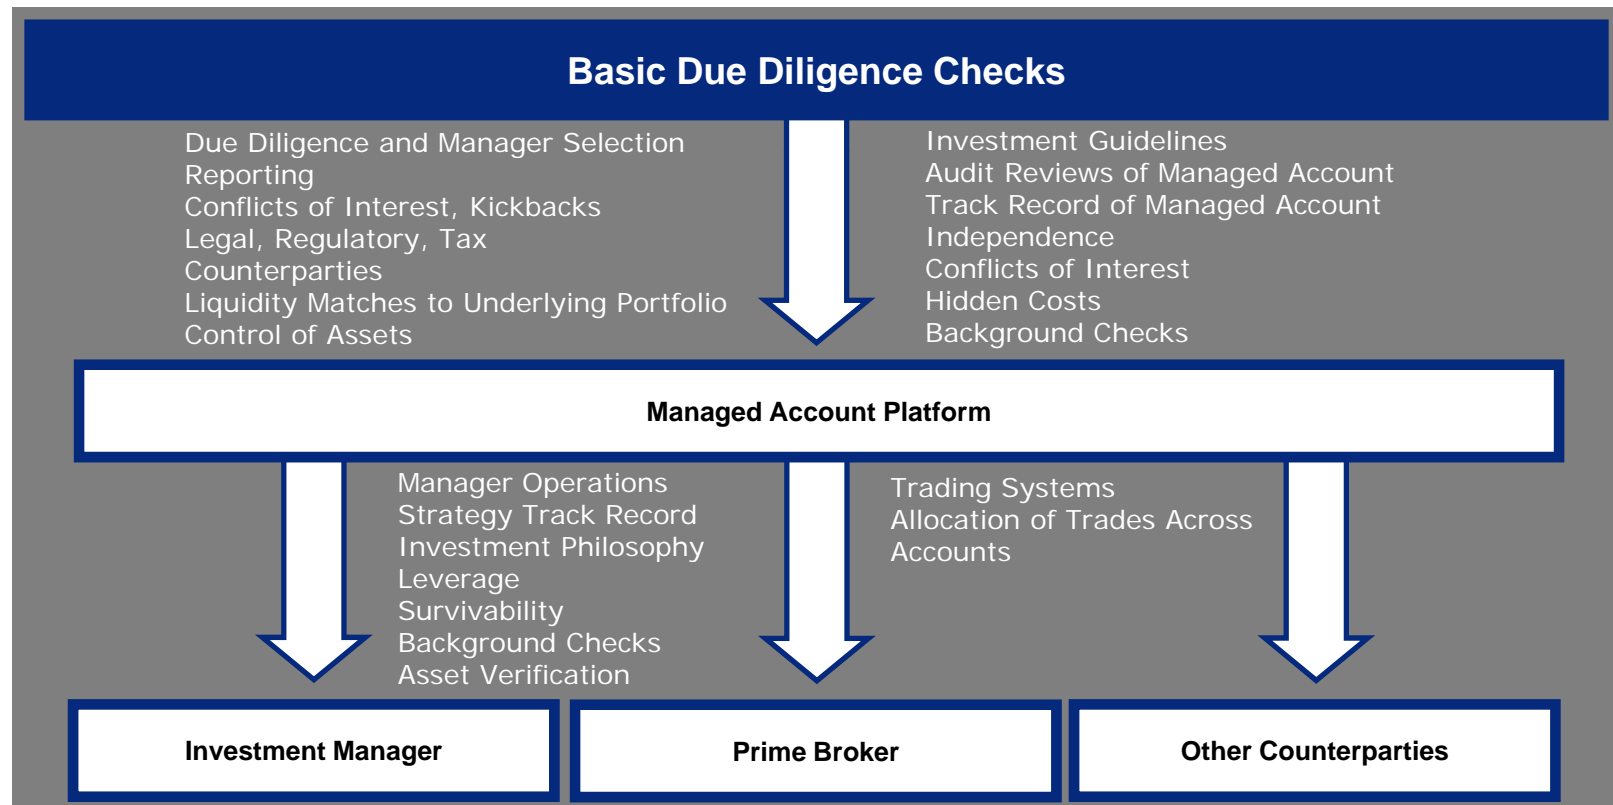 Basic Due Diligence Checks
Due Diligence and Manager Selection
Reporting
Conflicts of Interest, Kickbacks
Legal, Regulatory, Tax
Counterparties
Liquidity Matches to Underlying Portfolio
Control of Assets
Investment Guidelines
Audit Reviews of Managed Account
Track Record of Managed Account
Independence
Conflicts of Interest
Hidden Costs
Background Checks
Managed Account Platform
Manager Operations
Strategy Track Record
Investment Philosophy
Leverage
Survivability
Background Checks
Asset Verification
Trading Systems
Allocation of Trades Across
Accounts
Investment Manager
Prime Broker
Other Counterparties